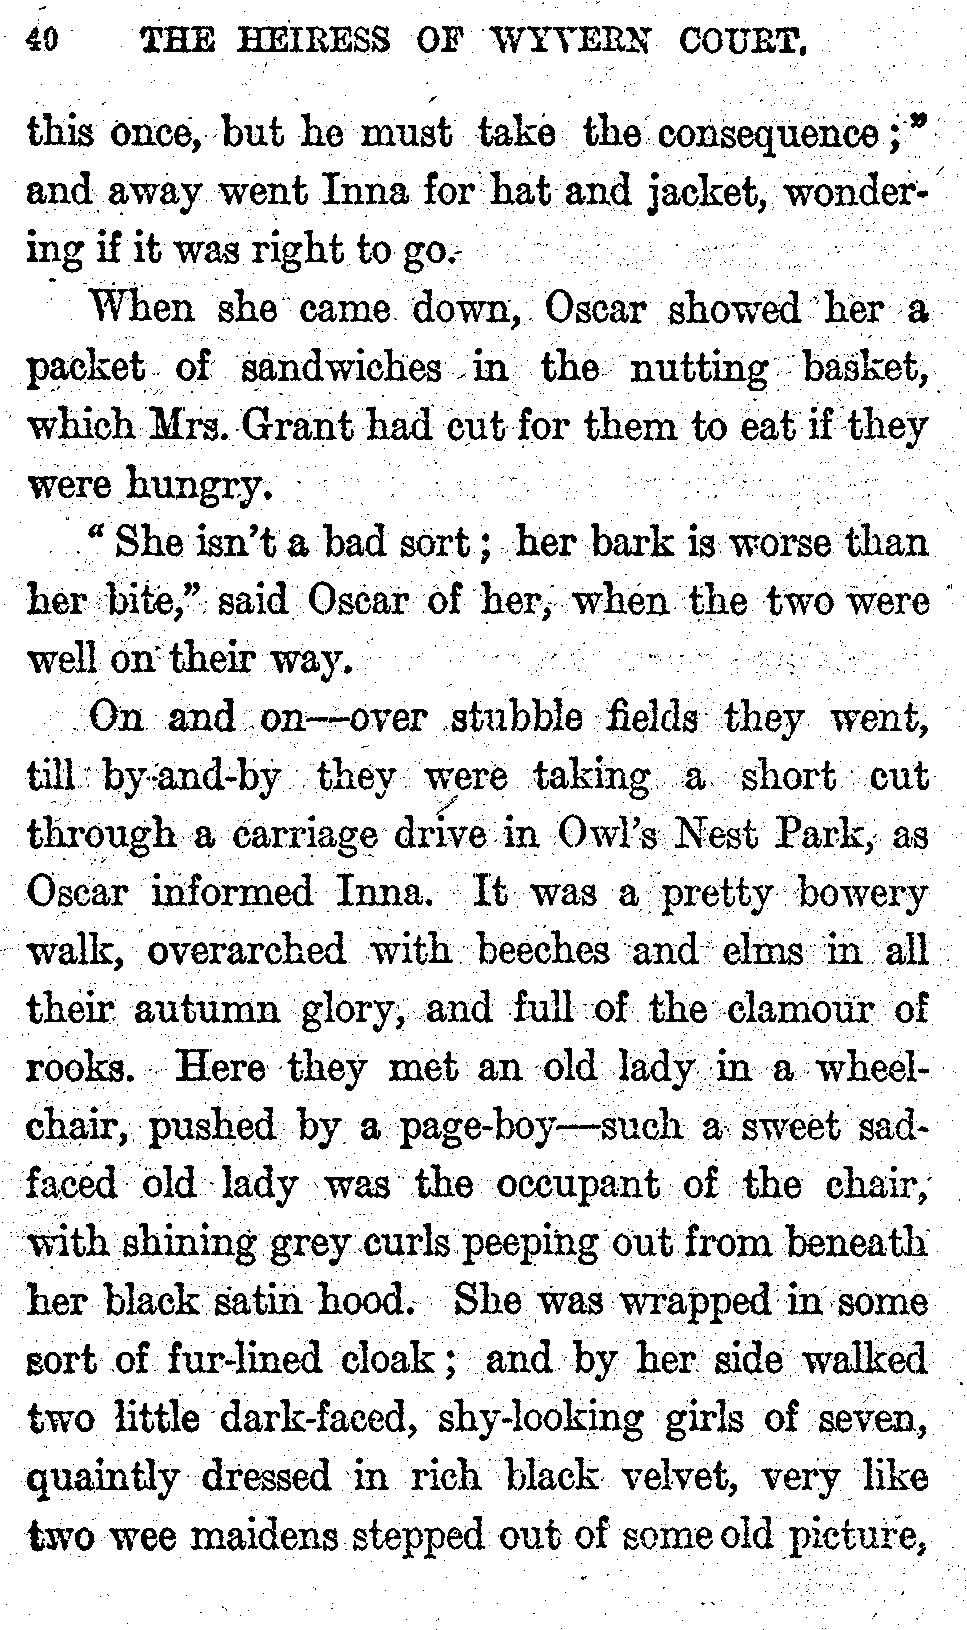 40 THE HEIRESS OF WYVERN COURT.
this once, but he must take the consequence;"
and away went Inna for hat and jacket, wonder-
ing if it was right to go.
When she came down, Oscar showed her a
packet of sandwiches in the nutting basket,
which Mrs. Grant had cut for them to eat if they
were hungry.
"She isn't a bad sort; her bark is worse than
her bite," said Oscar of her, when the two were
well on their way.
On and on—over stubble fields they went,
till by-and-by they were taking a short cut
through a carriage drive in Owl's Nest Park, as
Oscar informed Inna. It was a pretty bowery
walk, overarched with beeches and elms in all
their autumn glory, and full of the clamour of
rooks. Here they met an old lady in a wheel-
chair, pushed by a page-boy—such a sweet sad-
faced old lady was the occupant of the chair,
with shining grey curls peeping out from beneath
her black satin hood. She was wrapped in some
sort of fur-lined cloak; and by her side walked
two little dark-faced, shy-looking girls of seven,
quaintly dressed in rich black velvet, very like
two wee maidens stepped out of some old picture,